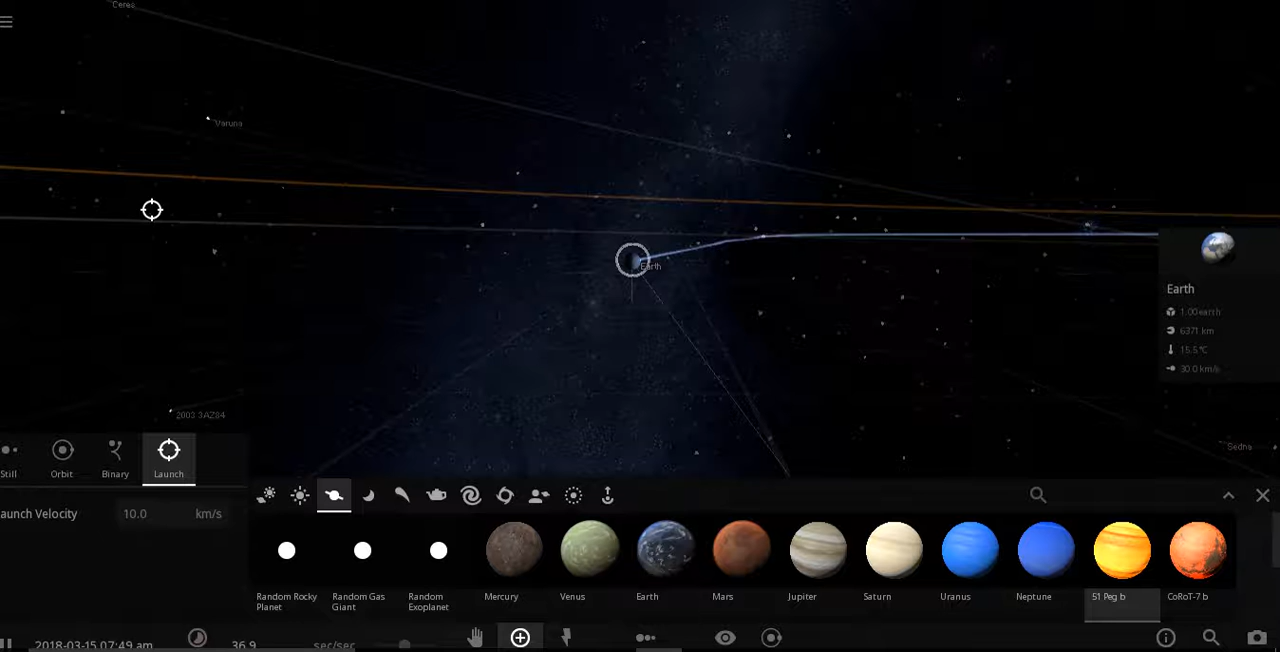 Ceres
Varuna
Earth
Earth
1.00 earth
6371 km
15.5 °C
30.0 km/s
2003 3AZ84
Sedna
Still
Orbit
Binary
Launch
aunch Velocity
10.0
km/s
Random Rocky
Planet
Random Gas
Giant
Random
Exoplanet
Mercury
Venus
Earth
Mars
Jupiter
Saturn
Uranus
Neptune
51 Peg b
CoRoT-7 b
2018-03-15 07:49 am
36.9
sec/sec